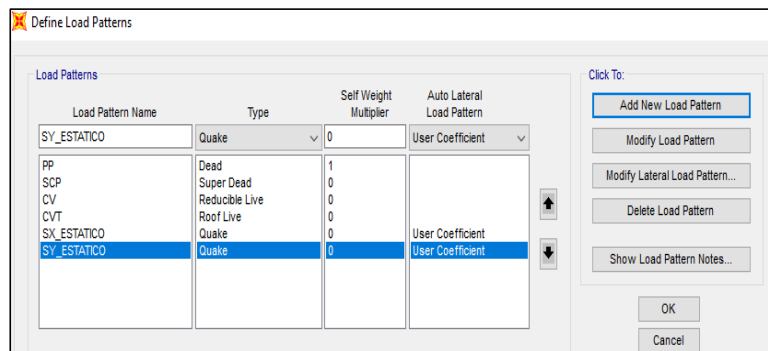 Define Load Patterns
Load Patterns
Click To:
Self Weight Auto Lateral
Load Pattern Name Type Multiplier Load Pattern
SY_ESTATICO Quake 0 User Coefficient
PP Dead 1
SCP Super Dead 0
CV Reducible Live 0
CVT Roof Live 0
SX_ESTATICO Quake 0 User Coefficient
SY_ESTATICO Quake 0 User Coefficient
Add New Load Pattern
Modify Load Pattern
Modify Lateral Load Pattern...
Delete Load Pattern
Show Load Pattern Notes...
OK
Cancel